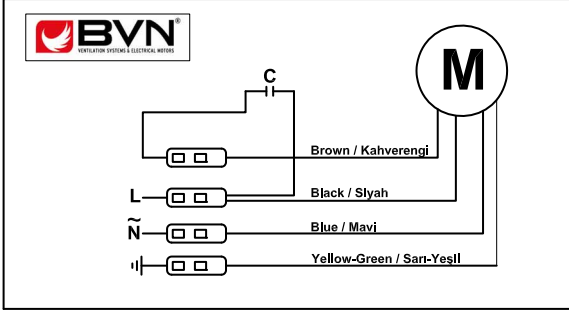 BVN®
VENTILATION SYSTEMS & ELECTRICAL MOTORS
M
C
Brown / Kahverengi
L
Black / Siyah
~
N
Blue / Mavi
Yellow-Green / Sarı-Yeşil